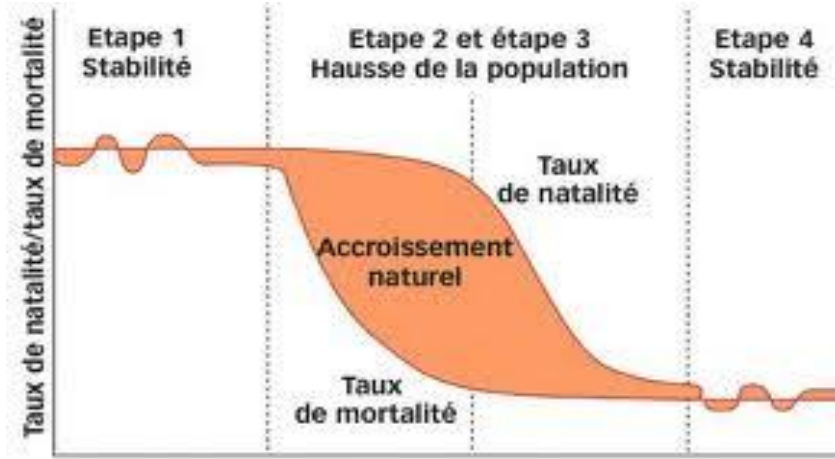 Taux de natalité/taux de mortalité
Etape 1
Stabilité
Etape 2 et étape 3
Hausse de la population
Etape 4
Stabilité
Taux
de natalité
Accroissement
naturel
Taux
de mortalité